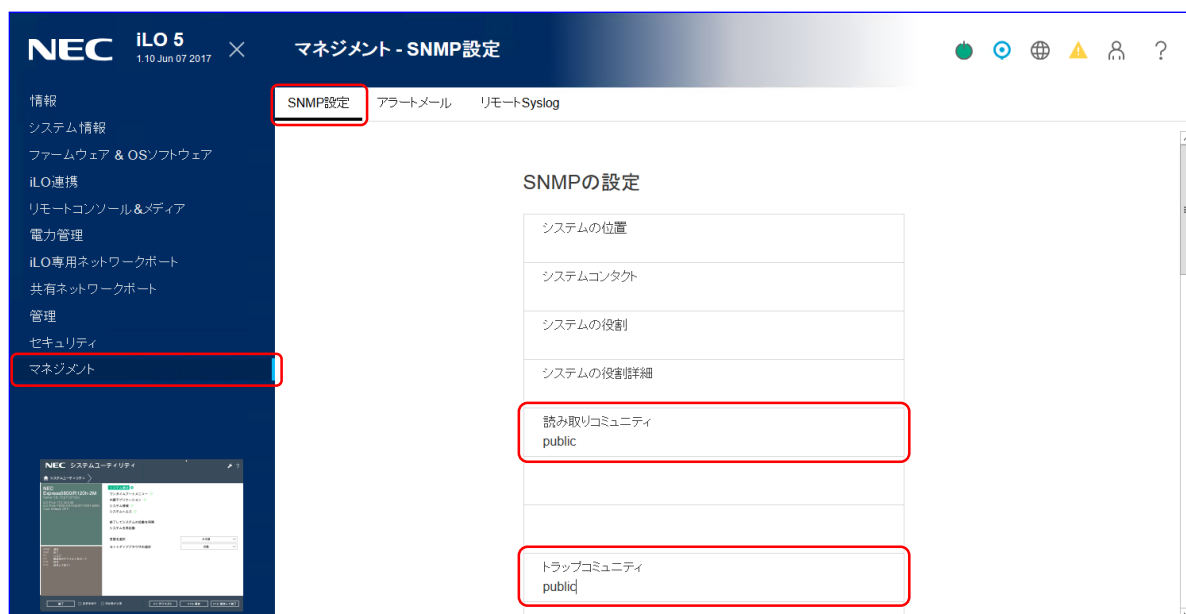 NEC iLO 5
1.10 Jun 07 2017
マネジメント - SNMP設定
情報
システム情報
ファームウェア & OSソフトウェア
iLO連携
リモートコンソール&メディア
電力管理
iLO専用ネットワークポート
共有ネットワークポート
管理
セキュリティ
マネジメント
SNMP設定 アラートメール リモートSyslog
SNMPの設定
システムの位置
システムコンタクト
システムの役割
システムの役割詳細
読み取りコミュニティ
public
トラップコミュニティ
public
NEC システムユーティリティ